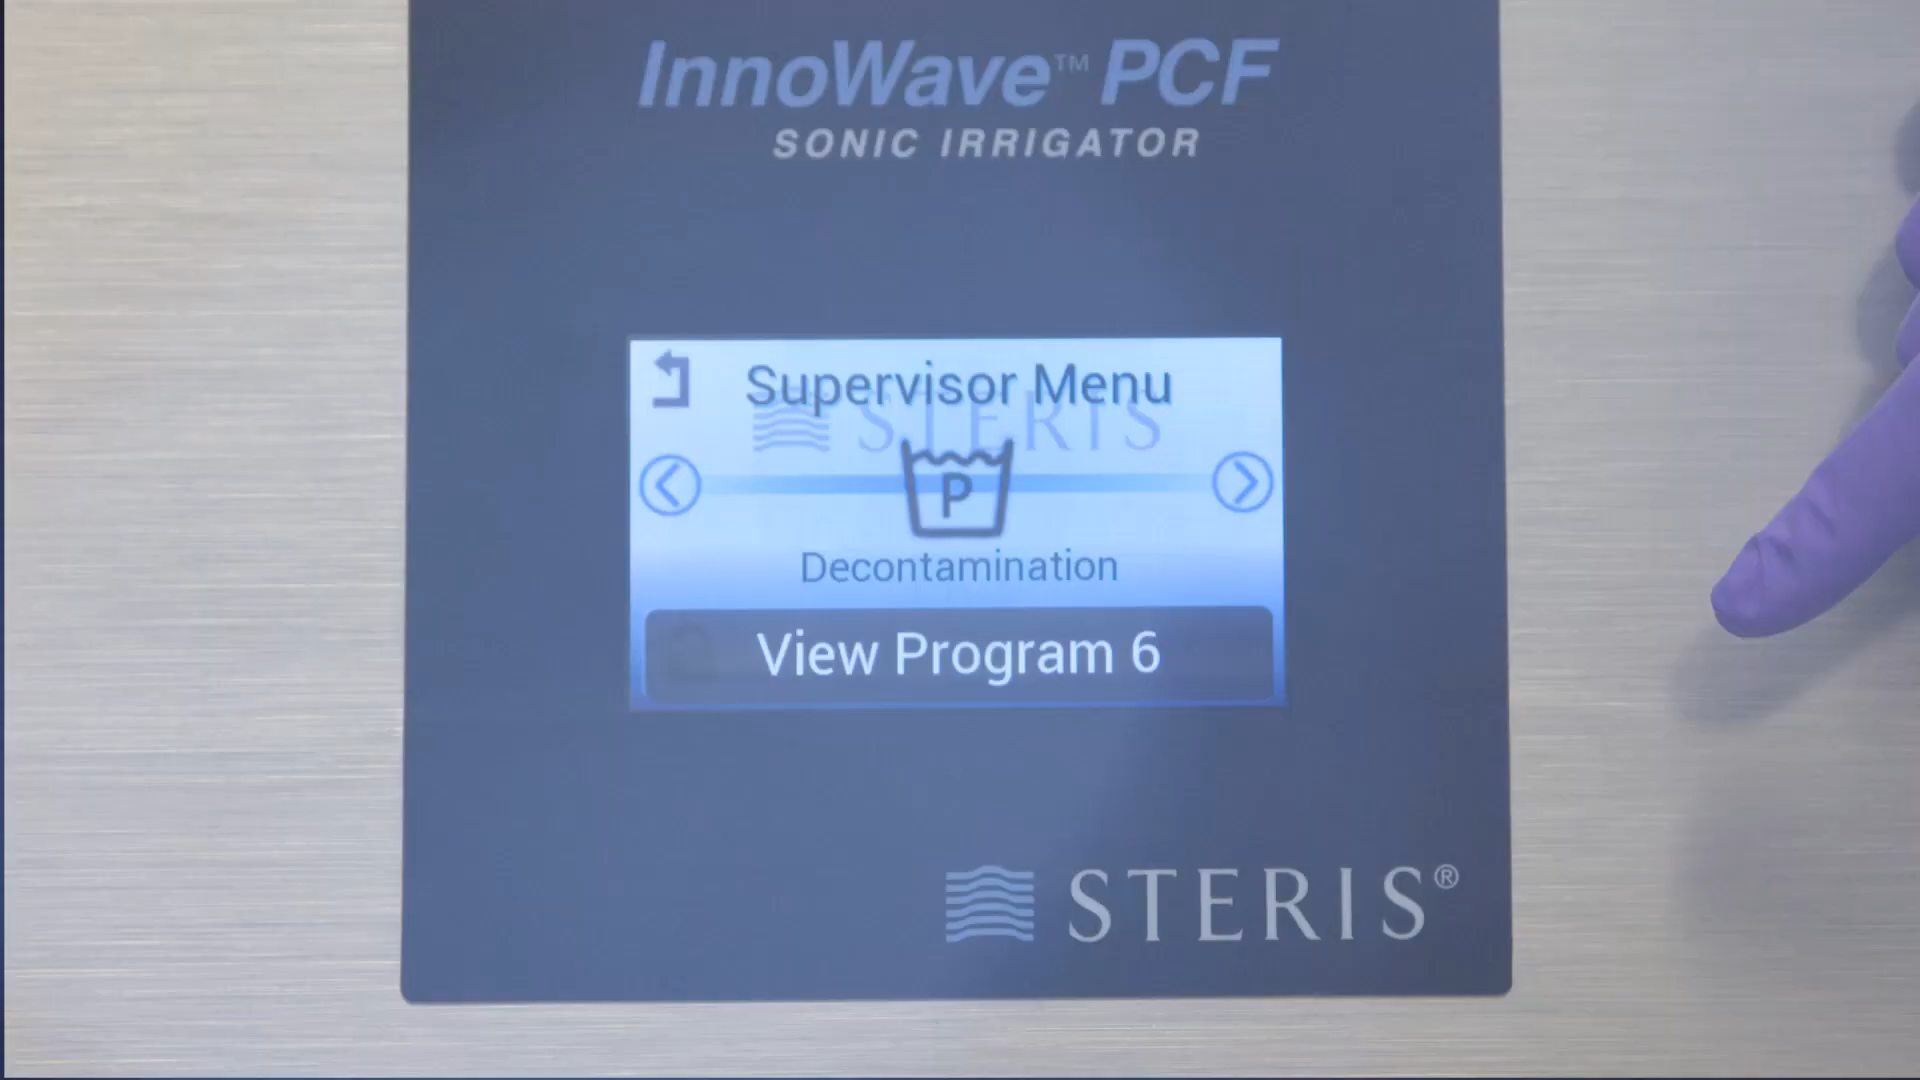 InnoWave™ PCF
SONIC IRRIGATOR
Supervisor Menu
STERIS
P
Decontamination
View Program 6
STERIS®